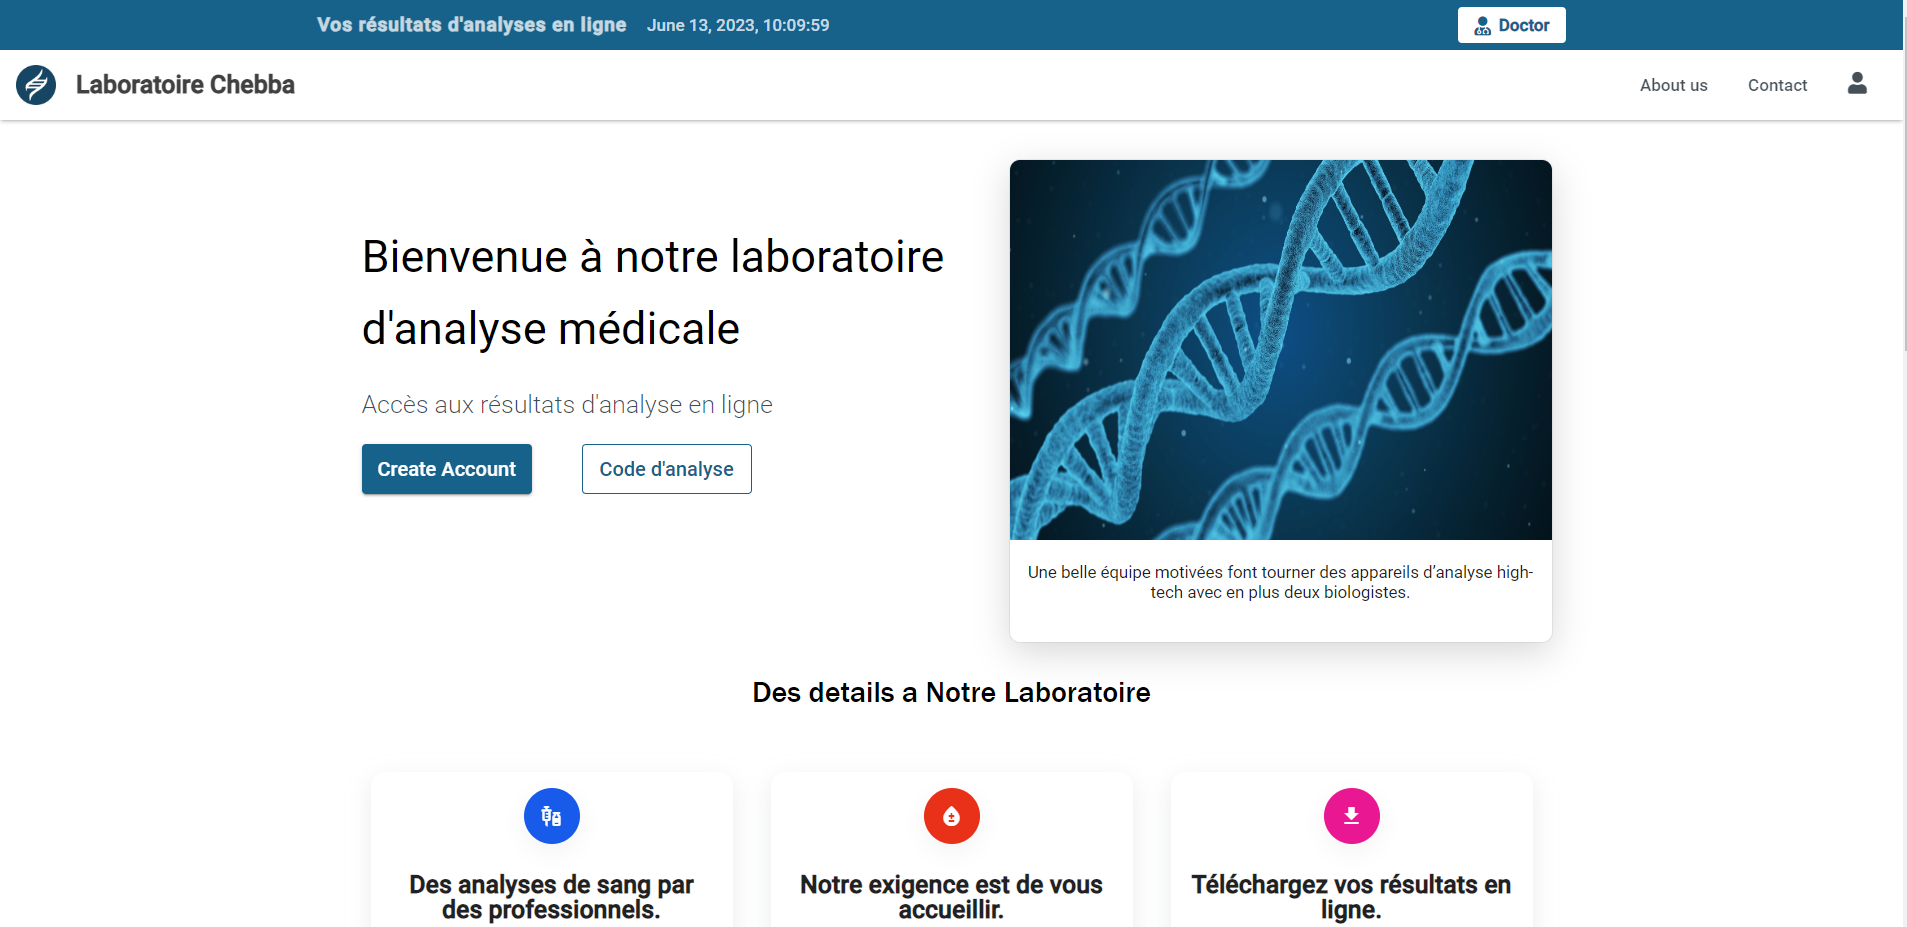 Vos résultats d'analyses en ligne June 13, 2023, 10:09:59 Doctor
Laboratoire Chebba About us Contact
Bienvenue à notre laboratoire
d'analyse médicale
Accès aux résultats d'analyse en ligne
Create Account Code d'analyse
Une belle équipe motivées font tourner des appareils d’analyse high-
tech avec en plus deux biologistes.
Des details a Notre Laboratoire
Des analyses de sang par
des professionnels.
Notre exigence est de vous
accueillir.
Téléchargez vos résultats en
ligne.